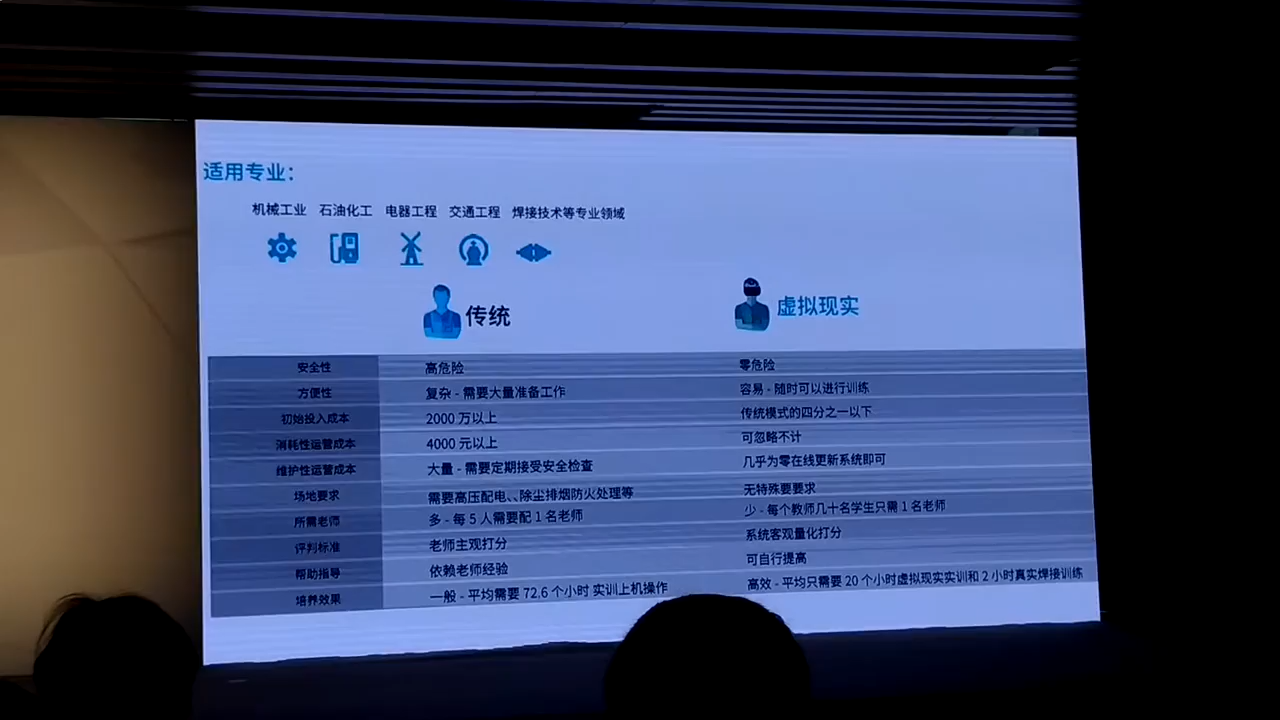 适用专业：
机械工业 石油化工 电器工程 交通工程 焊接技术等专业领域
传统 虚拟现实
安全性 高危险 零危险
方便性 复杂 - 需要大量准备工作 容易 - 随时可以进行训练
初始投入成本 2000 万以上 传统模式的四分之一以下
消耗性运营成本 4000 元以上 可忽略不计
维护性运营成本 大量 - 需要定期接受安全检查 几乎为零在线更新系统即可
场地要求 需要高压配电、、除尘排烟防火处理等 无特殊要要求
所需老师 多 - 每 5 人需要配 1 名老师 少 - 每个教师几十名学生只需 1 名老师
评判标准 老师主观打分 系统客观量化打分
帮助指导 依赖老师经验 可自行提高
培养效果 一般 - 平均需要 72.6 个小时 实训上机操作 高效 - 平均只需要 20 个小时虚拟现实实训和 2 小时真实焊接训练